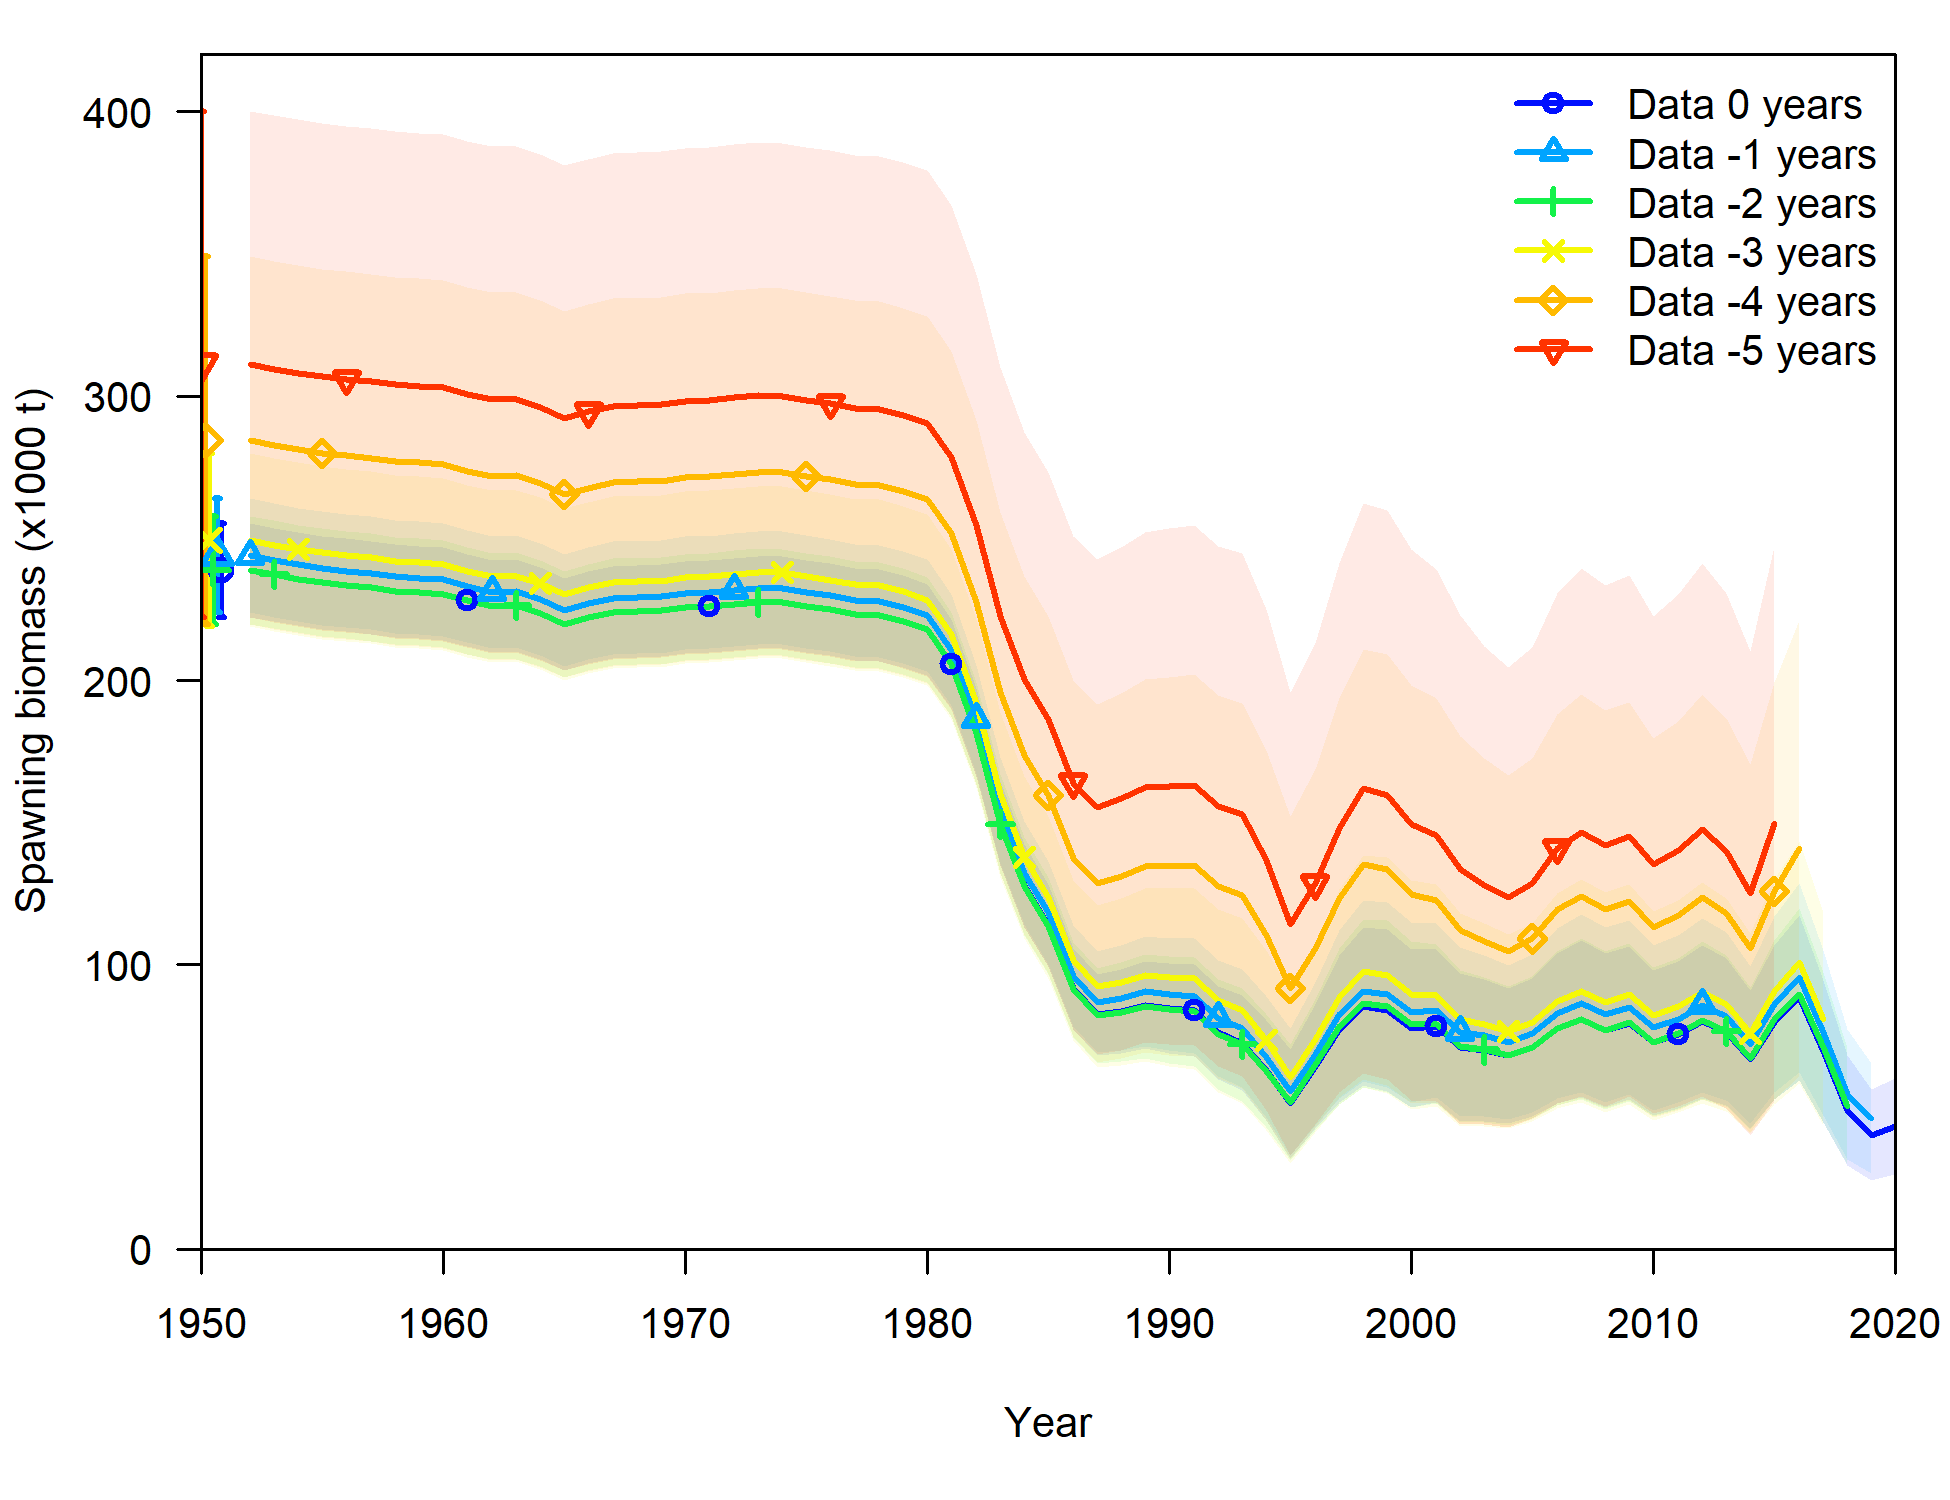 Data 0 years
Data -1 years
Data -2 years
Data -3 years
Data -4 years
Data -5 years
Spawning biomass (x1000 t)
400
300
200
100
0
1950 1960 1970 1980 1990 2000 2010 2020
Year